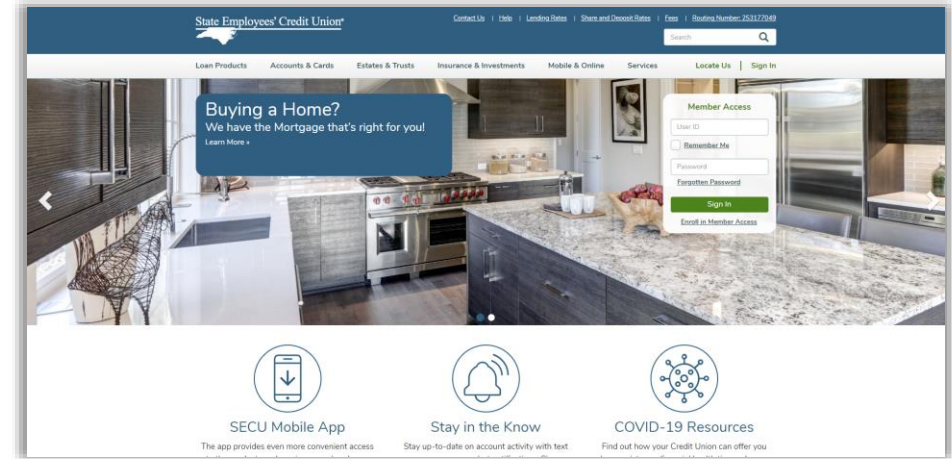 State Employees' Credit Union®
Contact Us | Help | Lending Rates | Share and Deposit Rates | Fees | Routing Number: 253177049
Search
Loan Products Accounts & Cards Estates & Trusts Insurance & Investments Mobile & Online Services Locate Us | Sign In
Buying a Home?
We have the Mortgage that's right for you!
Learn More »
Member Access
User ID
Remember Me
Password
Forgotten Password
Sign In
Enroll in Member Access
SECU Mobile App
The app provides even more convenient access
Stay in the Know
Stay up-to-date on account activity with text
COVID-19 Resources
Find out how your Credit Union can offer you